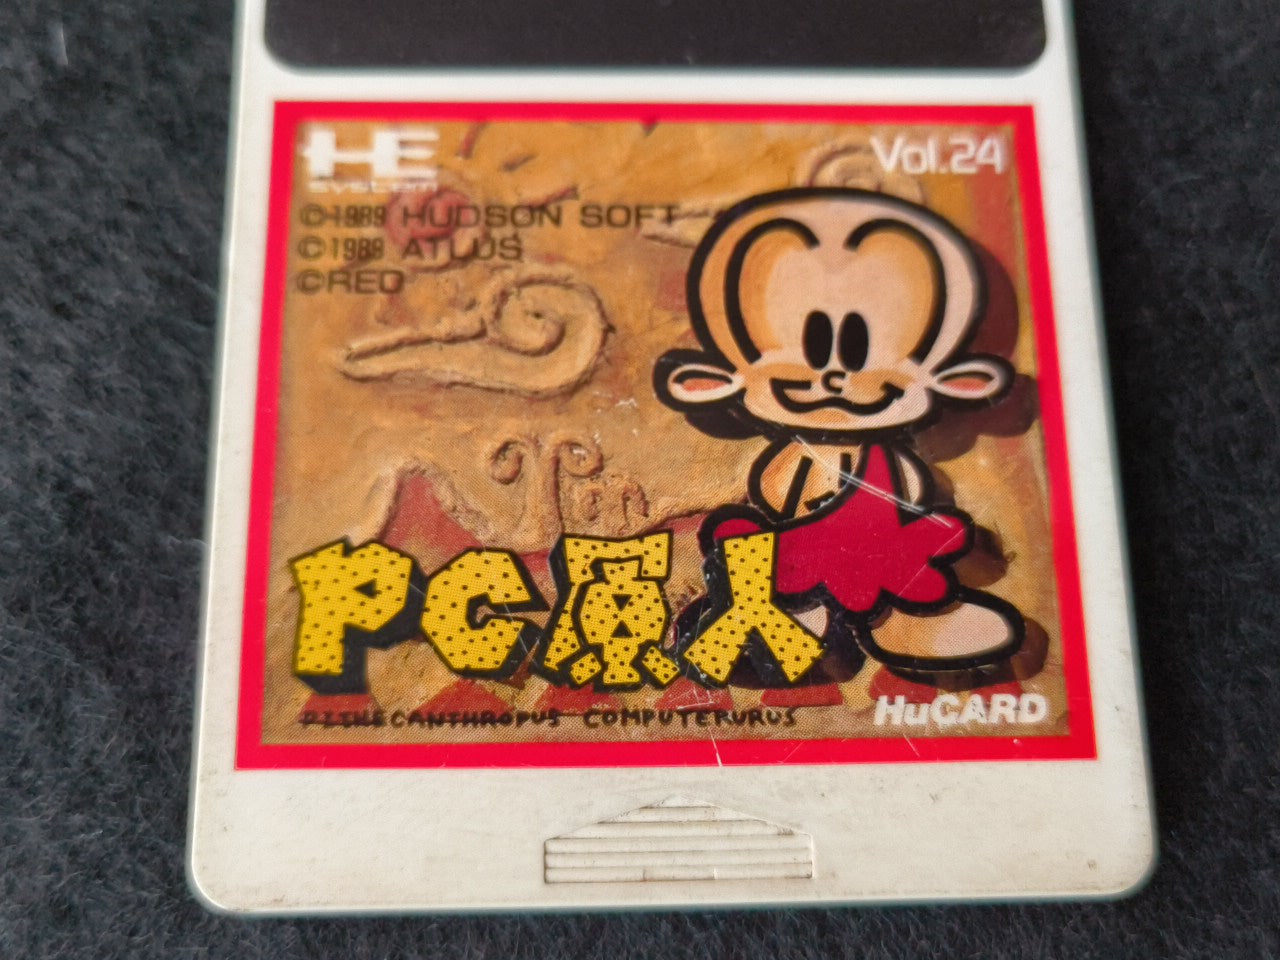 HE
SYSTEM
Vol.24
©1989 HUDSON SOFT
©1989 ATLUS
©RED
PC原人
PITHECANTHROPUS COMPUTERURUS
HuCARD